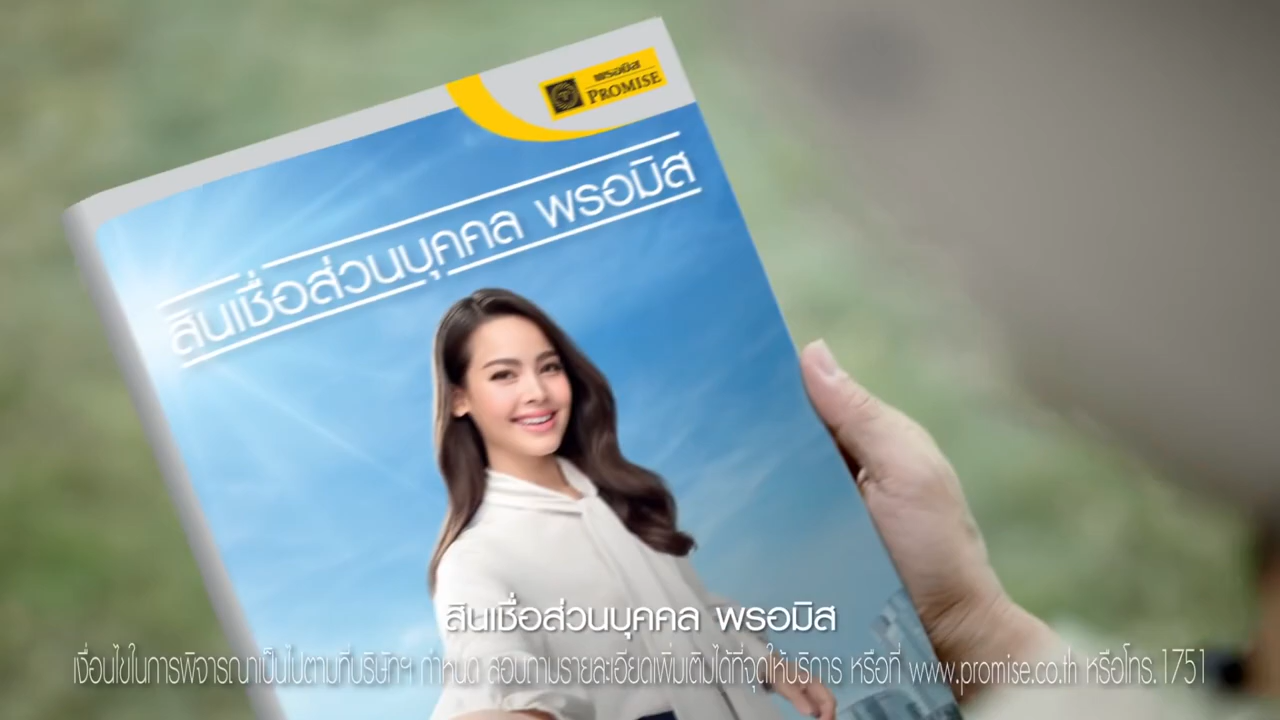 พรอมิส
PROMISE
สินเชื่อส่วนบุคคล พรอมิส
สินเชื่อส่วนบุคคล พรอมิส
เงื่อนไขในการพิจารณาเป็นไปตามที่บริษัทฯ กำหนด สอบถามรายละเอียดเพิ่มเติมได้ที่จุดให้บริการ หรือที่ www.promise.co.th หรือโทร.1751